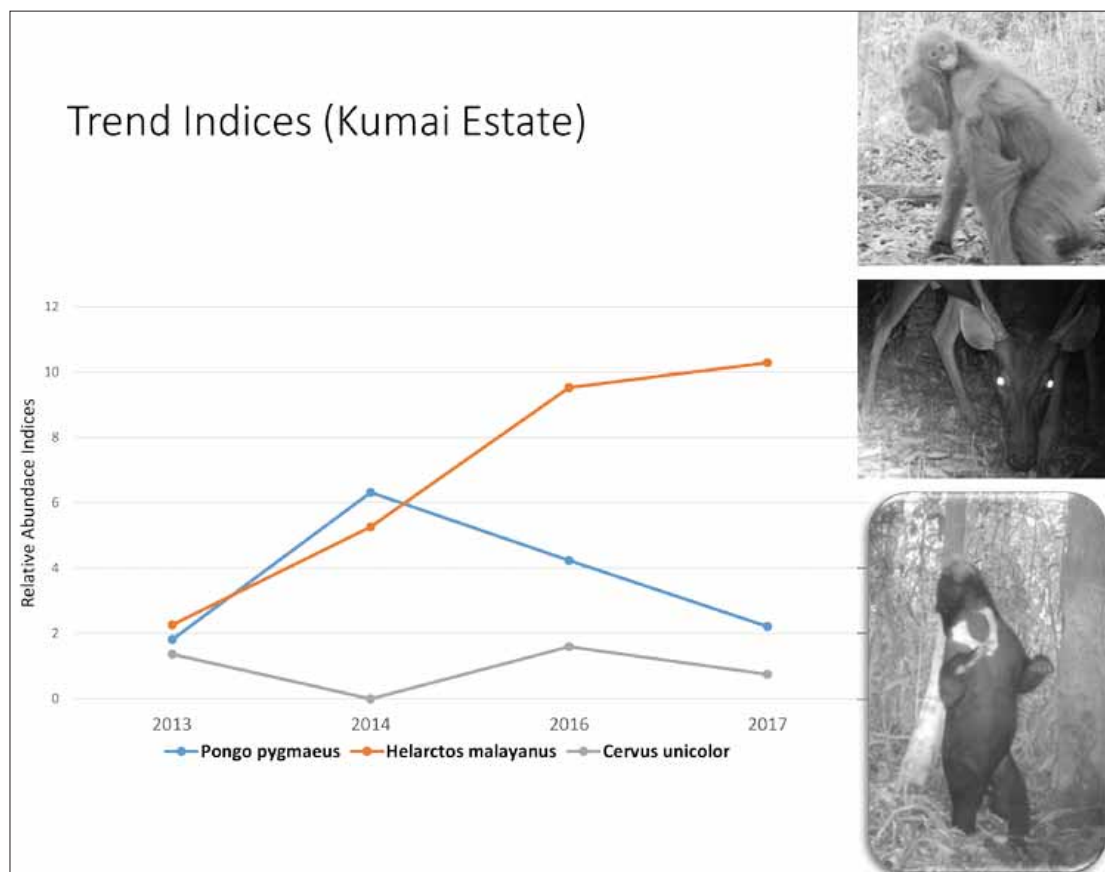 Trend Indices (Kumai Estate)
Relative Abundace Indices
12
10
8
6
4
2
0
2013 2014 2016 2017
Pongo pygmaeus Helarctos malayanus Cervus unicolor